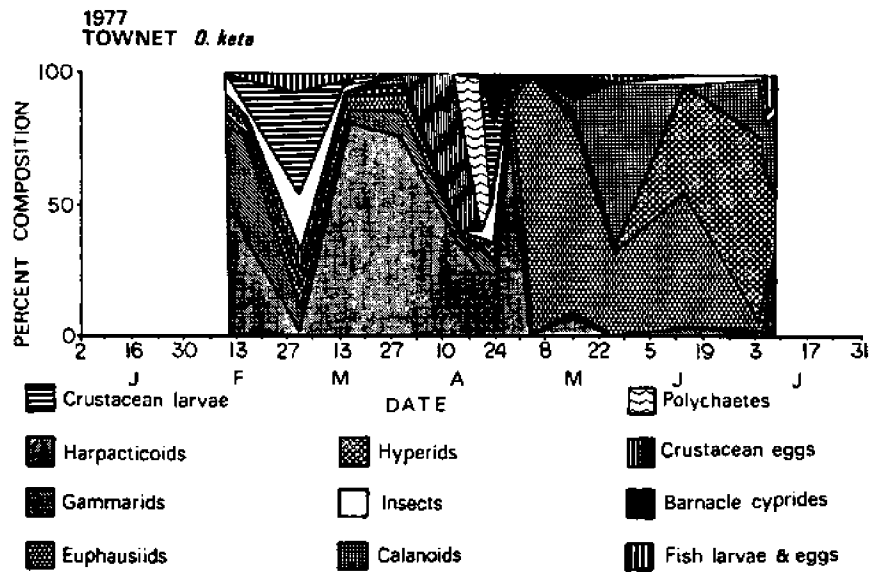 1977
TOWNET O. keta
PERCENT COMPOSITION
100
50
0
2 16 30 13 27 13 27 10 24 8 22 5 19 3 17 31
J F M A M J J
DATE
Crustacean larvae
Polychaetes
Harpacticoids
Hyperids
Crustacean eggs
Gammarids
Insects
Barnacle cyprides
Euphausiids
Calanoids
Fish larvae & eggs